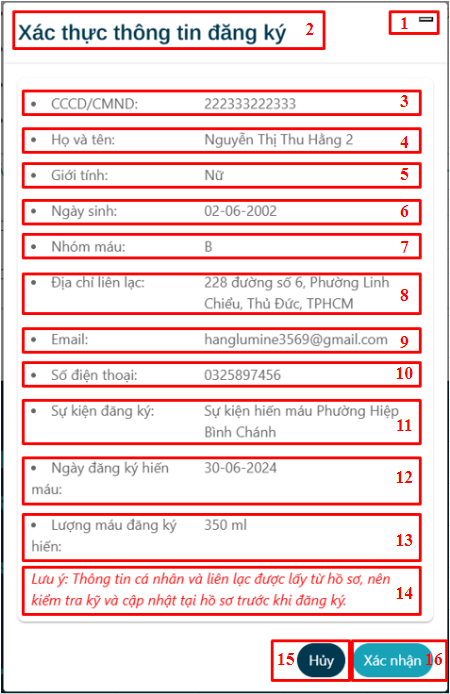 Xác thực thông tin đăng ký 2 1
CCCD/CMND: 222333222333 3
Họ và tên: Nguyễn Thị Thu Hằng 2 4
Giới tính: Nữ 5
Ngày sinh: 02-06-2002 6
Nhóm máu: B 7
Địa chỉ liên lạc: 228 đường số 6, Phường Linh
Chiểu, Thủ Đức, TPHCM 8
Email: hanglumine3569@gmail.com 9
Số điện thoại: 0325897456 10
Sự kiện đăng ký: Sự kiện hiến máu Phường Hiệp
Bình Chánh 11
Ngày đăng ký hiến 30-06-2024
máu: 12
Lượng máu đăng ký 350 ml
hiến: 13
Lưu ý: Thông tin cá nhân và liên lạc được lấy từ hồ sơ, nên
kiểm tra kỹ và cập nhật tại hồ sơ trước khi đăng ký. 14
15 Hủy Xác nhận 16